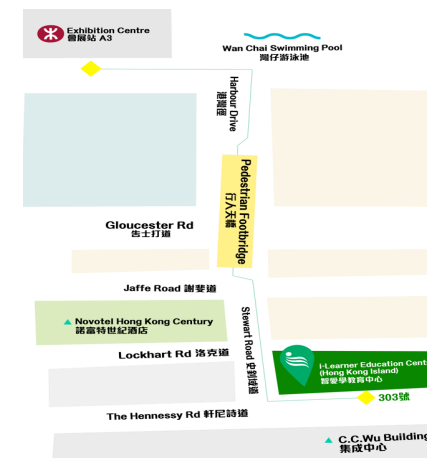 Exhibition Centre
會展站 A3
Wan Chai Swimming Pool
灣仔游泳池
Harbour Drive
港灣徑
Pedestrian Footbridge
行人天橋
Gloucester Rd
告士打道
Jaffe Road 謝斐道
Novotel Hong Kong Century
諾富特世紀酒店
Stewart Road 史釗域道
Lockhart Rd 洛克道
i-Learner Education Cent
(Hong Kong Island)
智愛學教育中心
303號
The Hennessy Rd 軒尼詩道
C.C.Wu Building
集成中心